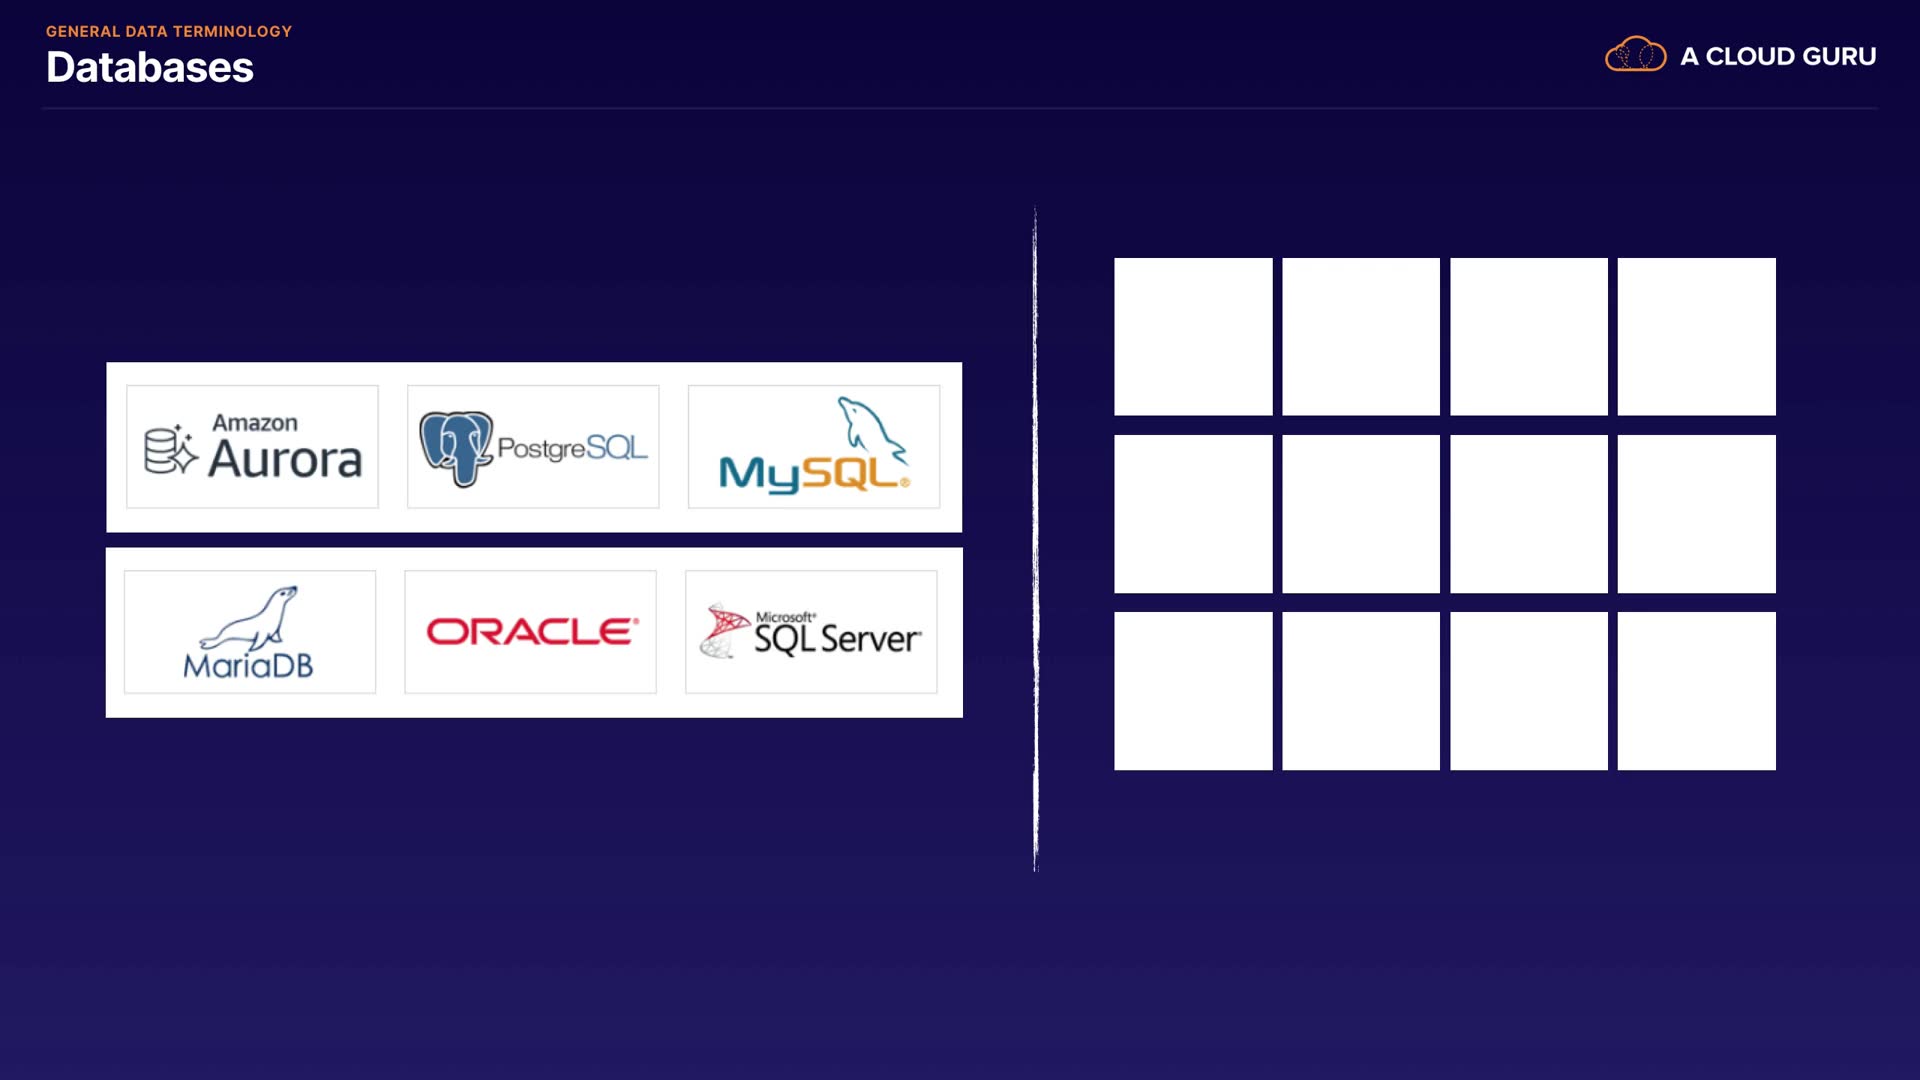 GENERAL DATA TERMINOLOGY
Databases
A CLOUD GURU
Amazon
Aurora
PostgreSQL
MySQL®
MariaDB
ORACLE®
Microsoft®
SQL Server®